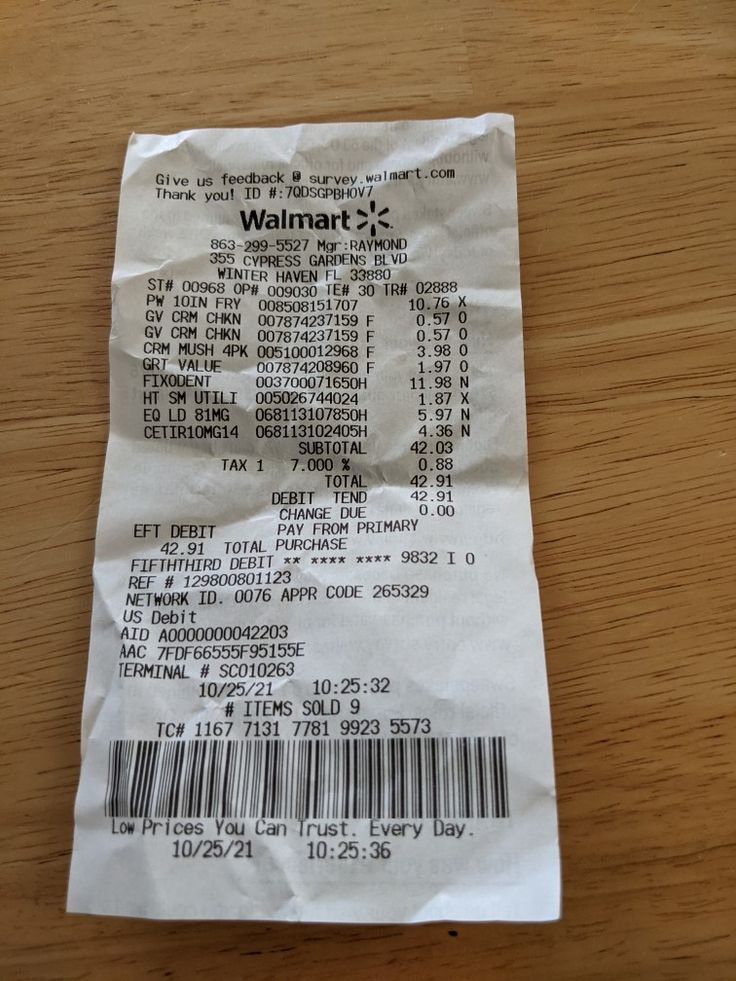 Give us feedback @ survey.walmart.com
Thank you! ID #:7QDSGPBHOV7
Walmart
863-299-5527 Mgr:RAYMOND
355 CYPRESS GARDENS BLVD
WINTER HAVEN FL 33880
ST# 00968 OP# 009030 TE# 30 TR# 02888
PW 10IN FRY 008508151707 10.76 X
GV CRM CHKN 007874237159 F 0.57 O
GV CRM CHKN 007874237159 F 0.57 O
CRM MUSH 4PK 005100012968 F 3.98 O
GRT VALUE 007874208960 F 1.97 O
FIXODENT 003700071650H 11.98 N
HT SM UTILI 005026744024 1.87 X
EQ LD 81MG 068113107850H 5.97 N
CETIR10MG14 068113102405H 4.36 N
SUBTOTAL 42.03
TAX 1 7.000 % 0.88
TOTAL 42.91
DEBIT TEND 42.91
CHANGE DUE 0.00
EFT DEBIT PAY FROM PRIMARY
42.91 TOTAL PURCHASE
FIFTHTHIRD DEBIT ** **** **** 9832 I 0
REF # 129800801123
NETWORK ID. 0076 APPR CODE 265329
US Debit
AID A0000000042203
AAC 7FDF66555F95155E
TERMINAL # SC010263
10/25/21 10:25:32
# ITEMS SOLD 9
TC# 1167 7131 7781 9923 5573
Low Prices You Can Trust. Every Day.
10/25/21 10:25:36